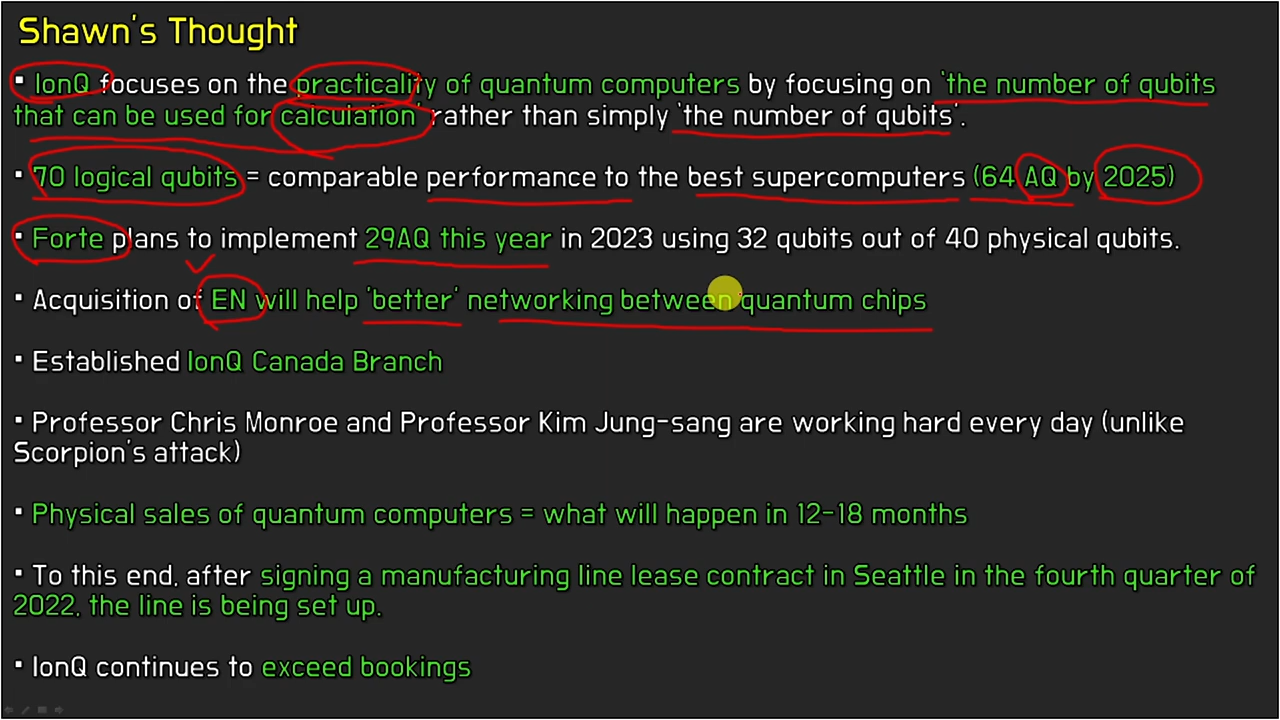 Shawn's Thought
▪ IonQ focuses on the practicality of quantum computers by focusing on 'the number of qubits
that can be used for calculation' rather than simply 'the number of qubits'.
▪ 70 logical qubits = comparable performance to the best supercomputers (64 AQ by 2025)
▪ Forte plans to implement 29AQ this year in 2023 using 32 qubits out of 40 physical qubits.
▪ Acquisition of EN will help 'better' networking between quantum chips
▪ Established IonQ Canada Branch
▪ Professor Chris Monroe and Professor Kim Jung-sang are working hard every day (unlike
Scorpion's attack)
▪ Physical sales of quantum computers = what will happen in 12-18 months
▪ To this end, after signing a manufacturing line lease contract in Seattle in the fourth quarter of
2022, the line is being set up.
▪ IonQ continues to exceed bookings